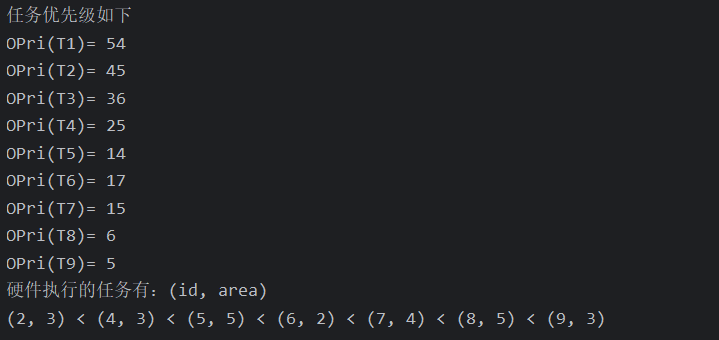 任务优先级如下
OPri(T1)= 54
OPri(T2)= 45
OPri(T3)= 36
OPri(T4)= 25
OPri(T5)= 14
OPri(T6)= 17
OPri(T7)= 15
OPri(T8)= 6
OPri(T9)= 5
硬件执行的任务有：(id, area)
(2, 3) < (4, 3) < (5, 5) < (6, 2) < (7, 4) < (8, 5) < (9, 3)